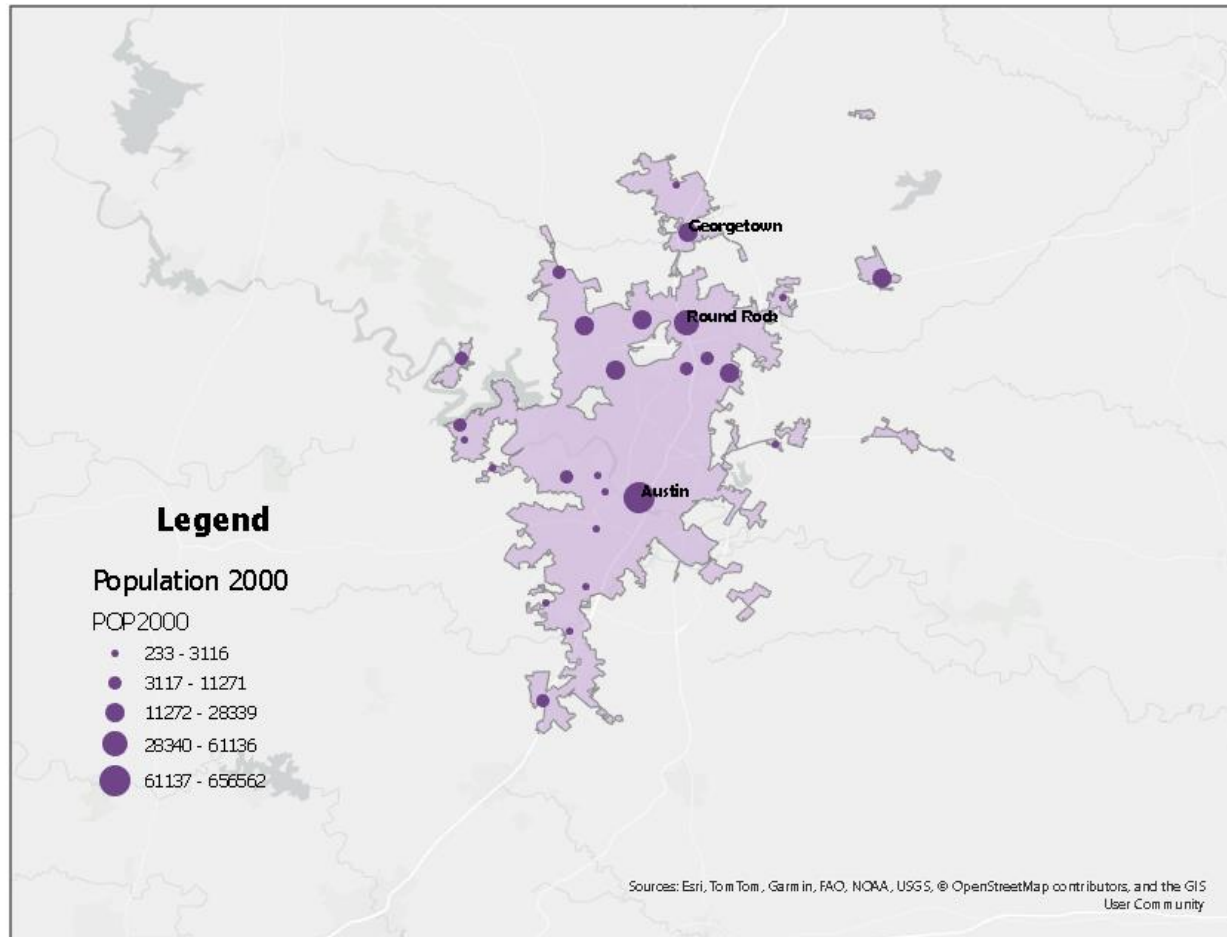 Georgetown
Round Rock
Austin
Legend
Population 2000
POP2000
233 - 3116
3117 - 11271
11272 - 28339
28340 - 61136
61137 - 656562
Sources: Esri, TomTom, Garmin, FAO, NOAA, USGS, © OpenStreetMap contributors, and the GIS
User Community